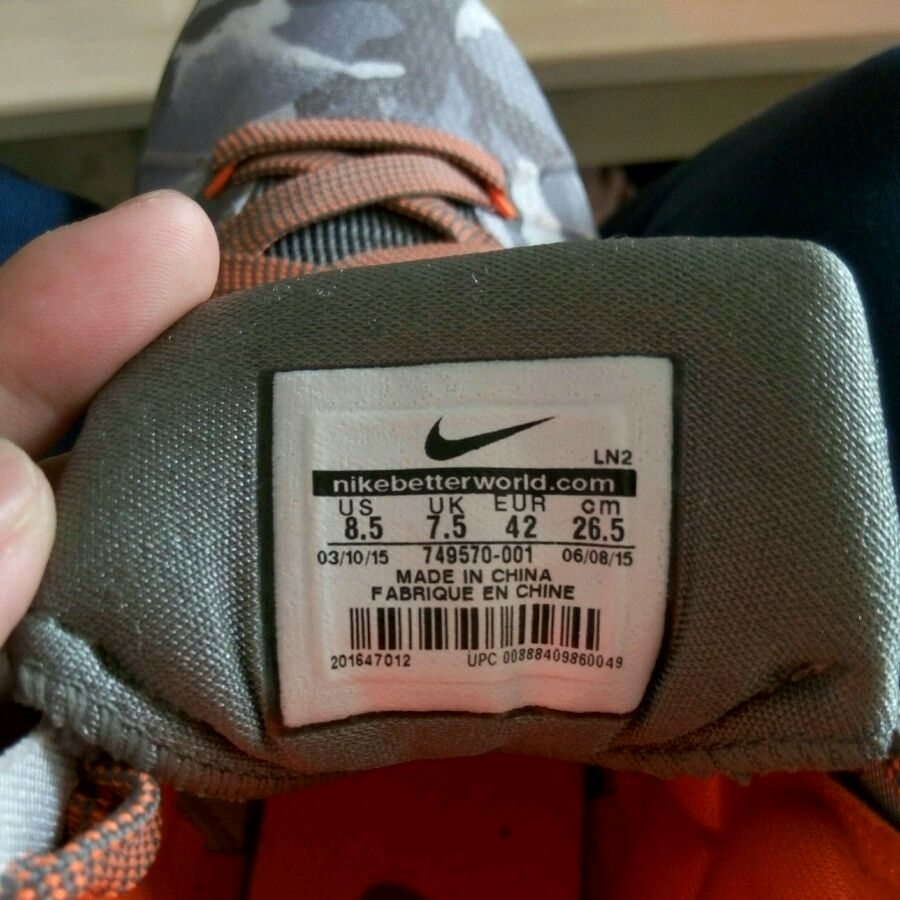 LN2
nikebetterworld.com
US UK EUR cm
8.5 7.5 42 26.5
03/10/15 749570-001 06/08/15
MADE IN CHINA
FABRIQUE EN CHINE
201647012 UPC 00888409860049